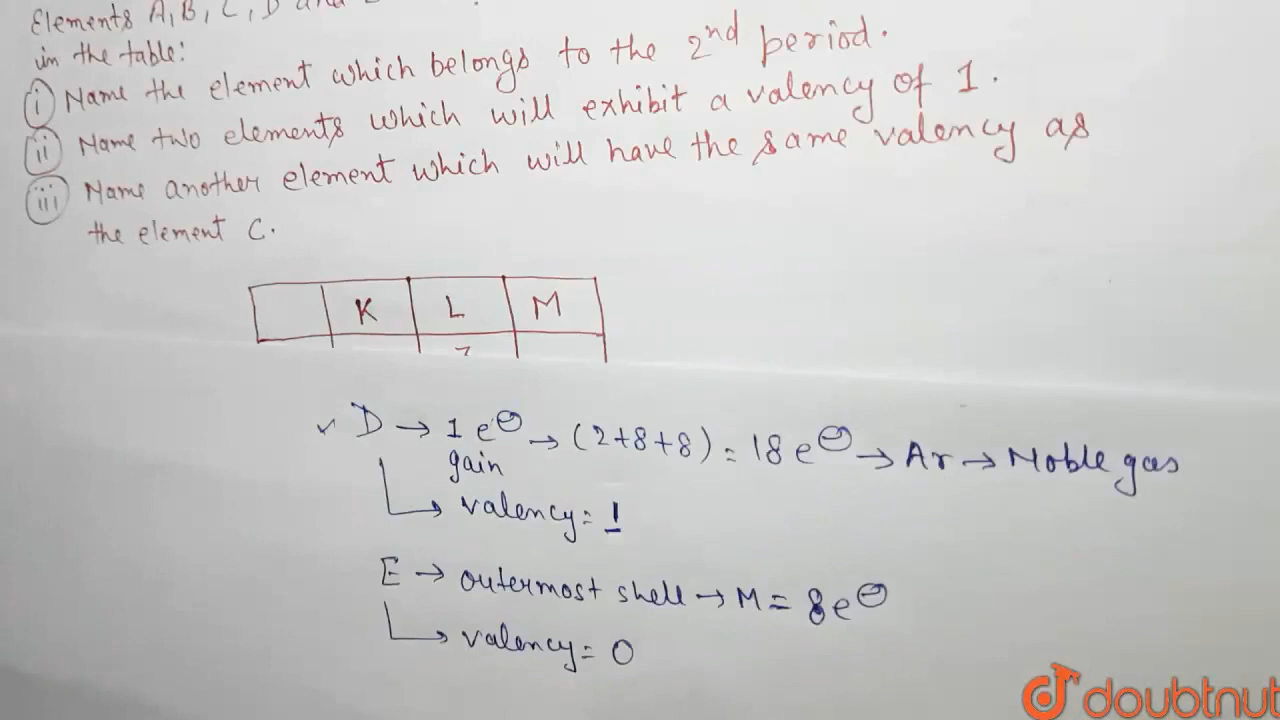 Elements A, B, C, D and
in the table:
(i) Name the element which belongs to the 2nd period.
(ii) Name two elements which will exhibit a valency of 1.
(iii) Name another element which will have the same valency as
the element C.
K L M
✓ D → 1 e⊖ → (2+8+8) = 18 e⊖ → Ar → Noble gas
gain
valency = 1
E → outermost shell → M = 8e⊖
valency = 0
doubtnut